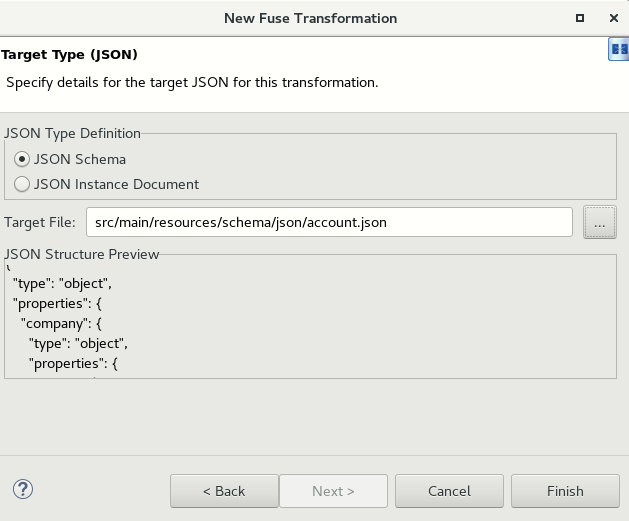 New Fuse Transformation
Target Type (JSON)
Specify details for the target JSON for this transformation.
JSON Type Definition
JSON Schema
JSON Instance Document
Target File: src/main/resources/schema/json/account.json ...
JSON Structure Preview
{
"type": "object",
"properties": {
"company": {
"type": "object",
"properties": {
? < Back Next > Cancel Finish